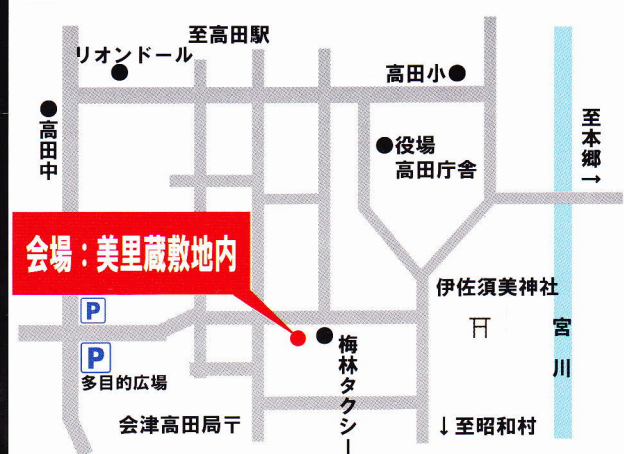 至高田駅
リオンドール
高田小
高田中
役場
高田庁舎
至本郷→
会場：美里蔵敷地内
伊佐須美神社
P
宮川
P
梅林タクシー
多目的広場
会津高田局〒
↓至昭和村